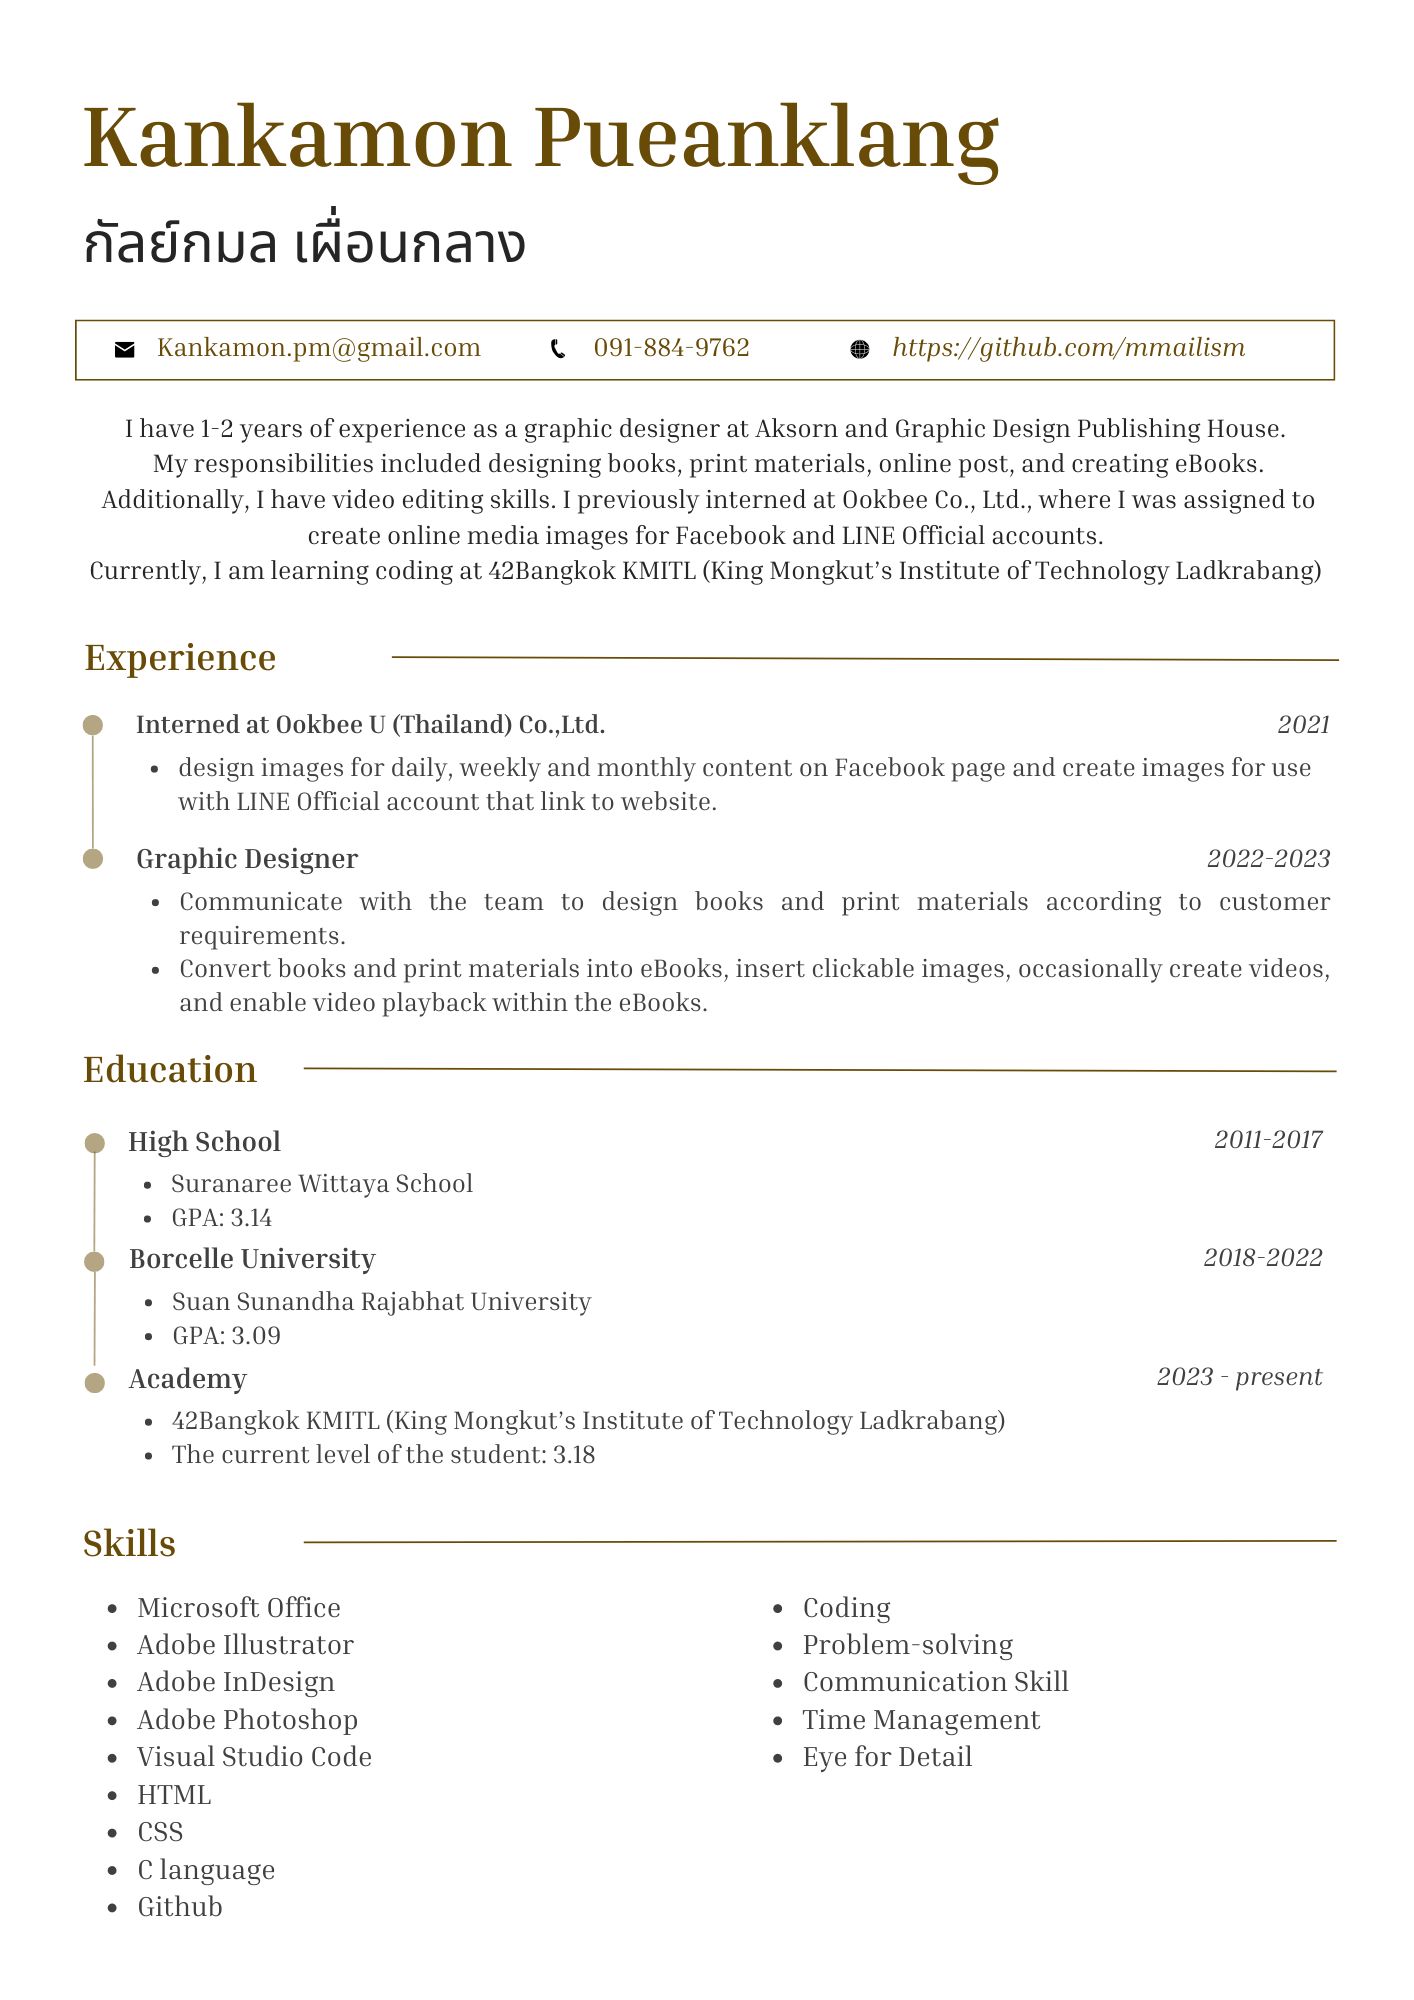 Kankamon Pueanklang
กัลย์กมล เผื่อนกลาง
Kankamon.pm@gmail.com 091-884-9762 https://github.com/mmailism
I have 1-2 years of experience as a graphic designer at Aksorn and Graphic Design Publishing House.
My responsibilities included designing books, print materials, online post, and creating eBooks.
Additionally, I have video editing skills. I previously interned at Ookbee Co., Ltd., where I was assigned to
create online media images for Facebook and LINE Official accounts.
Currently, I am learning coding at 42Bangkok KMITL (King Mongkut’s Institute of Technology Ladkrabang)
Experience
Interned at Ookbee U (Thailand) Co.,Ltd. 2021
• design images for daily, weekly and monthly content on Facebook page and create images for use
with LINE Official account that link to website.
Graphic Designer 2022-2023
• Communicate with the team to design books and print materials according to customer
requirements.
• Convert books and print materials into eBooks, insert clickable images, occasionally create videos,
and enable video playback within the eBooks.
Education
High School 2011-2017
• Suranaree Wittaya School
• GPA: 3.14
Borcelle University 2018-2022
• Suan Sunandha Rajabhat University
• GPA: 3.09
Academy 2023 - present
• 42Bangkok KMITL (King Mongkut’s Institute of Technology Ladkrabang)
• The current level of the student: 3.18
Skills
• Microsoft Office
• Adobe Illustrator
• Adobe InDesign
• Adobe Photoshop
• Visual Studio Code
• HTML
• CSS
• C language
• Github
• Coding
• Problem-solving
• Communication Skill
• Time Management
• Eye for Detail